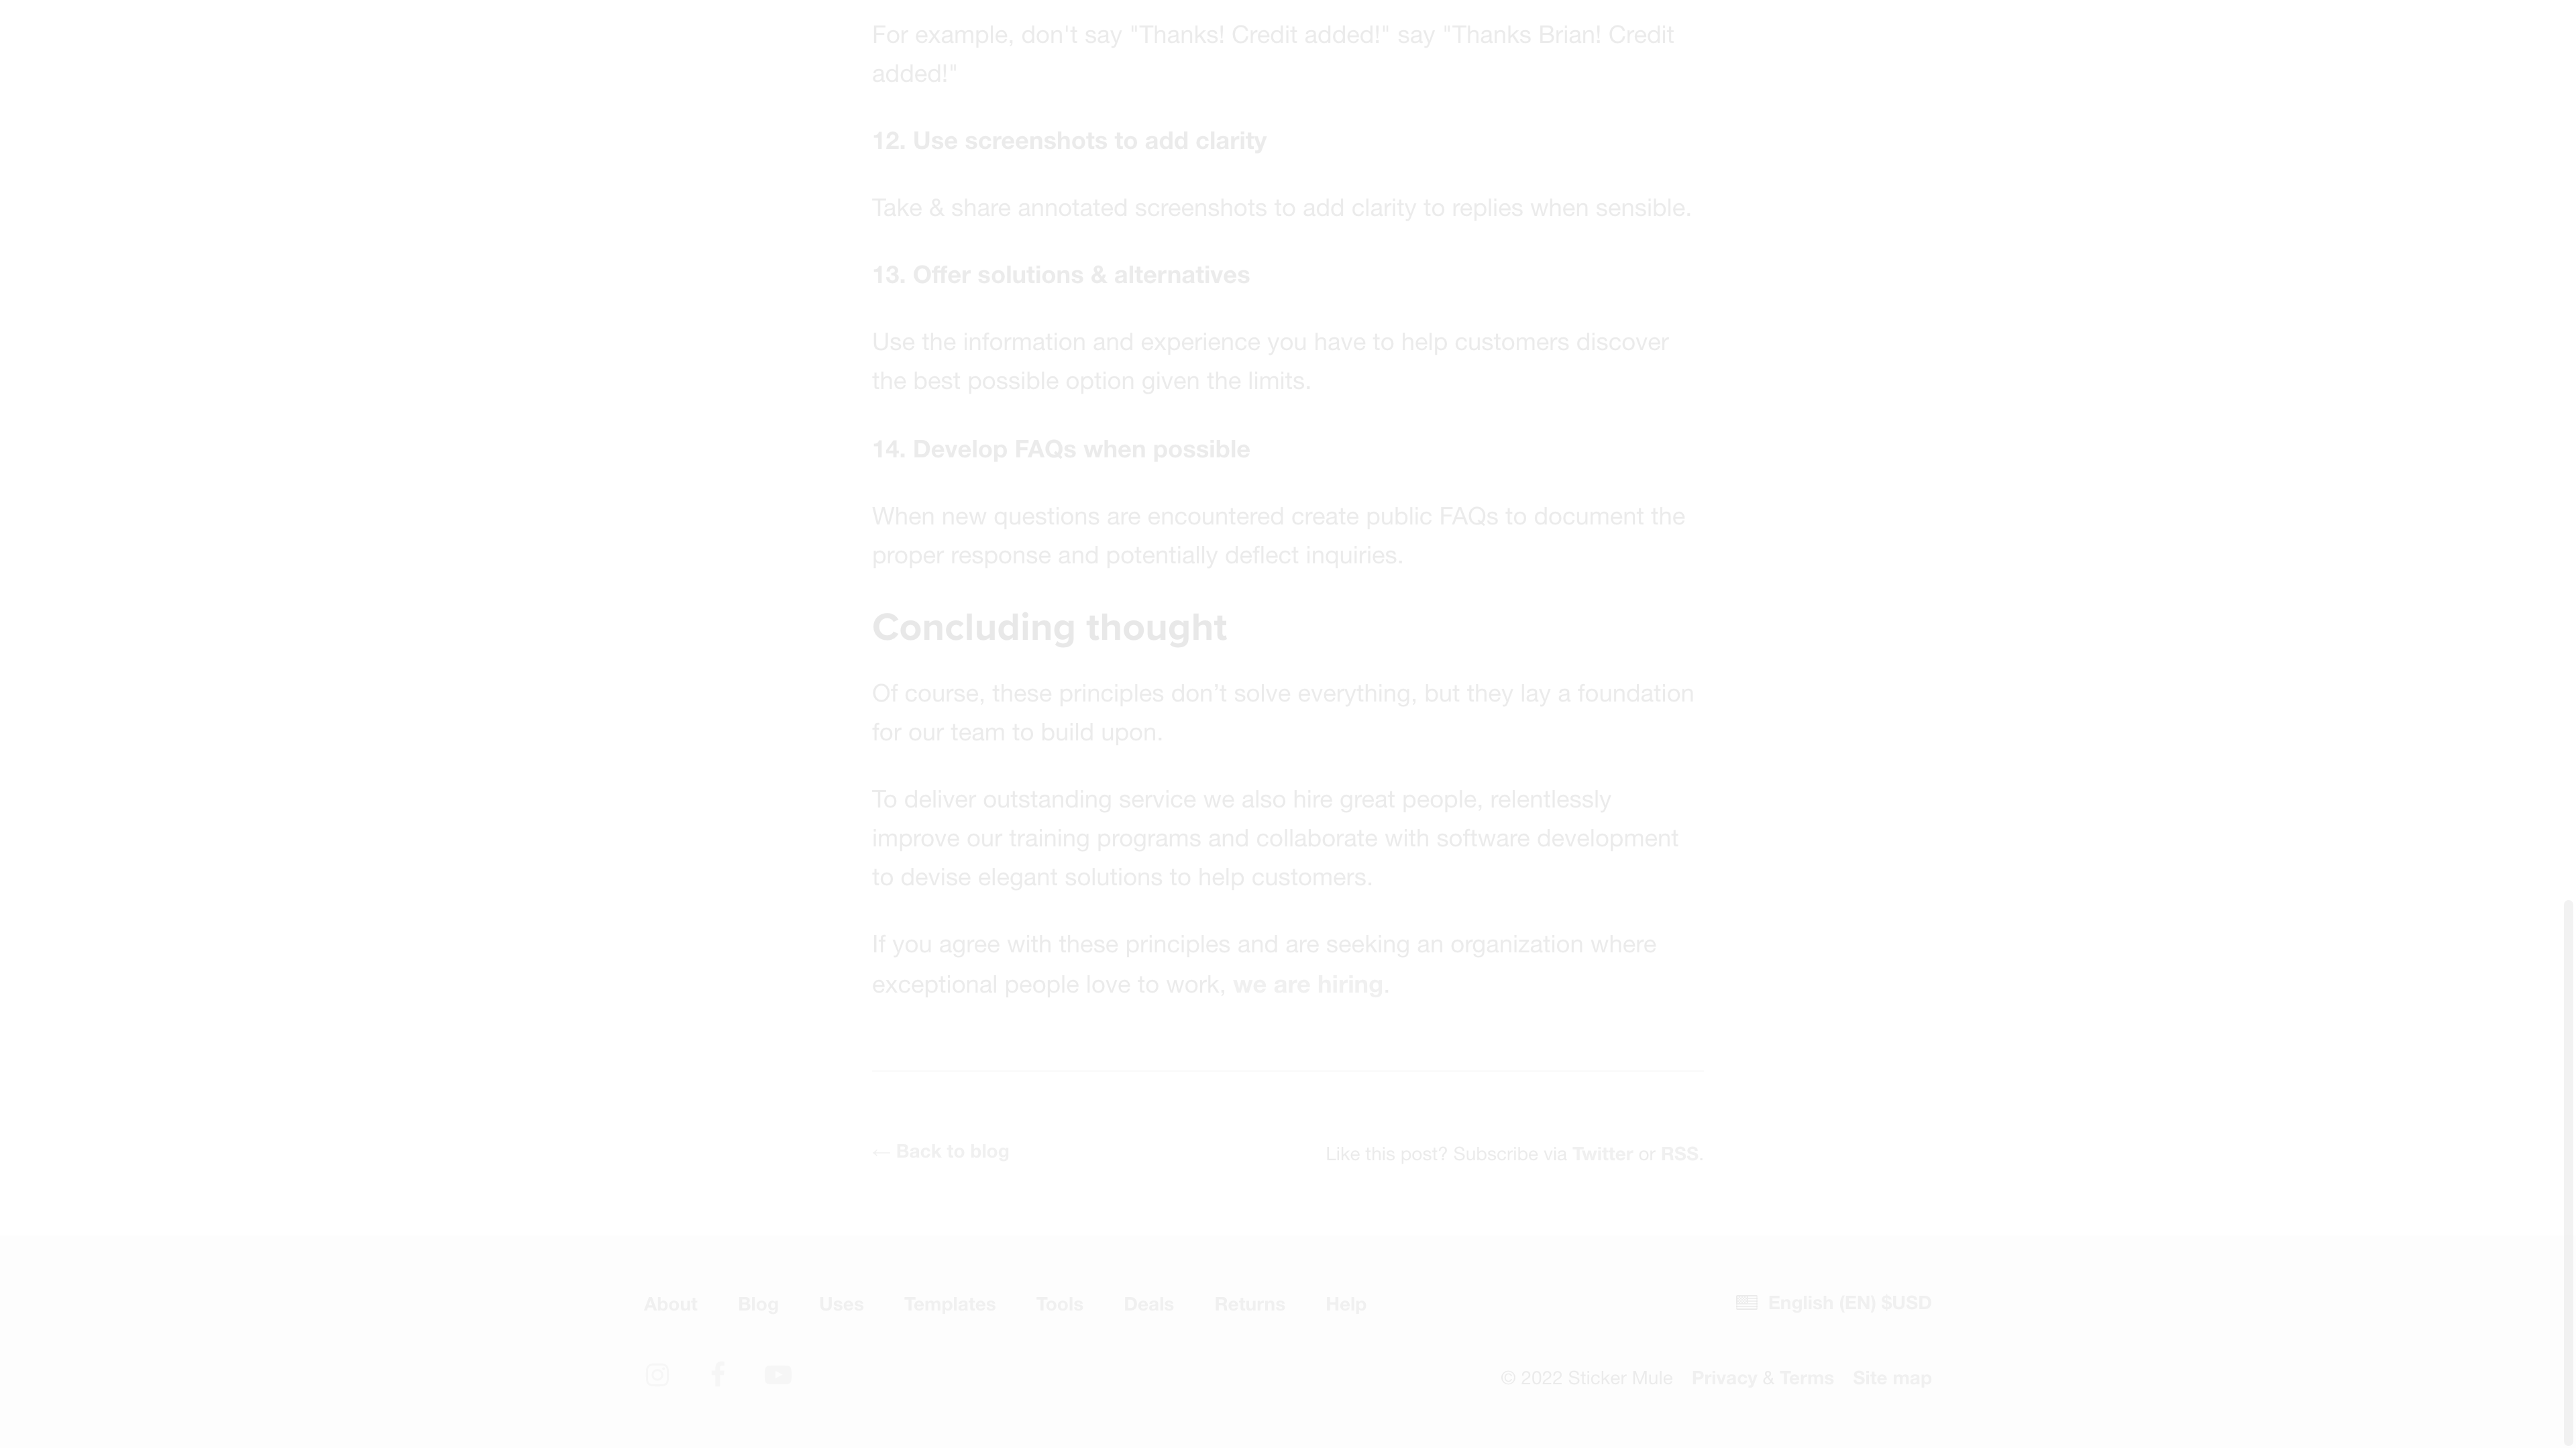 For example, don't say "Thanks! Credit added!" say "Thanks Brian! Credit
added!"
12. Use screenshots to add clarity
Take & share annotated screenshots to add clarity to replies when sensible.
13. Offer solutions & alternatives
Use the information and experience you have to help customers discover
the best possible option given the limits.
14. Develop FAQs when possible
When new questions are encountered create public FAQs to document the
proper response and potentially deflect inquiries.
Concluding thought
Of course, these principles don’t solve everything, but they lay a foundation
for our team to build upon.
To deliver outstanding service we also hire great people, relentlessly
improve our training programs and collaborate with software development
to devise elegant solutions to help customers.
If you agree with these principles and are seeking an organization where
exceptional people love to work, we are hiring.
← Back to blog
Like this post? Subscribe via Twitter or RSS.
About Blog Uses Templates Tools Deals Returns Help
English (EN) $USD
© 2022 Sticker Mule Privacy & Terms Site map